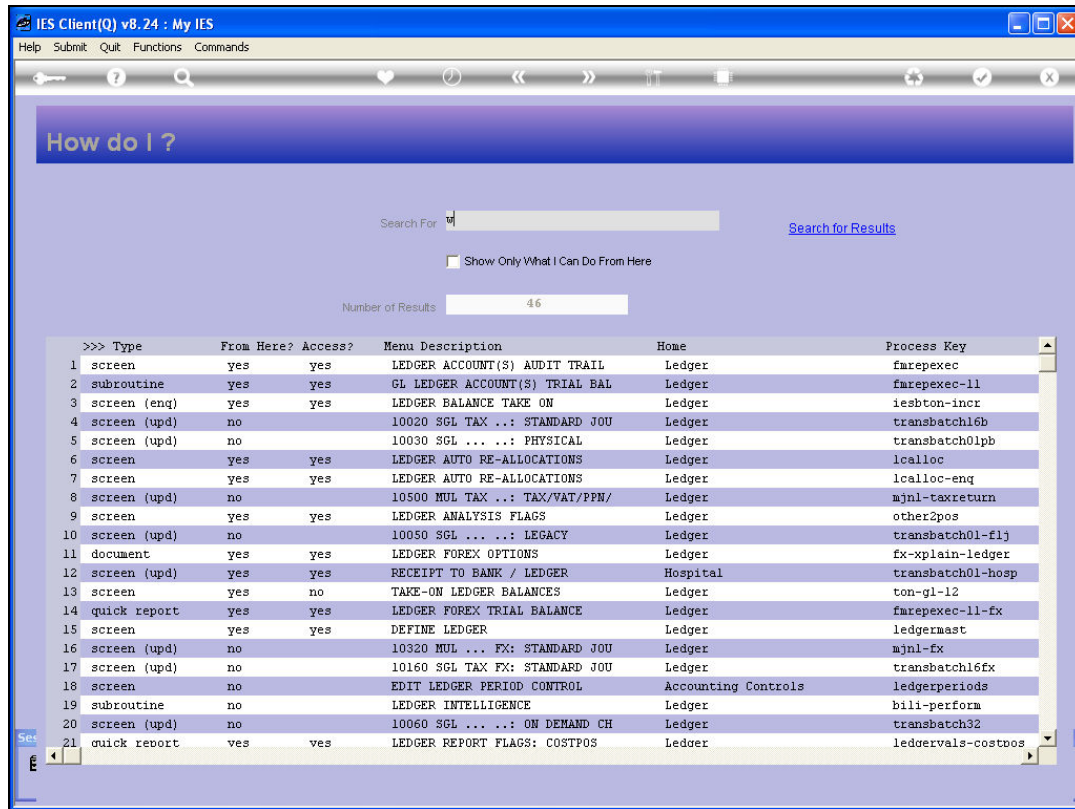 IES Client(Q) v8.24 : My IES
Help Submit Quit Functions Commands
How do I ?
Search For w
Search for Results
Show Only What I Can Do From Here
Number of Results 46
>>> Type From Here? Access? Menu Description Home Process Key
1 screen yes yes LEDGER ACCOUNT(S) AUDIT TRAIL Ledger fmrepexec
2 subroutine yes yes GL LEDGER ACCOUNT(S) TRIAL BAL Ledger fmrepexec-ll
3 screen (enq) yes yes LEDGER BALANCE TAKE ON Ledger iesbton-incr
4 screen (upd) no 10020 SGL TAX ..: STANDARD JOU Ledger transbatch16b
5 screen (upd) no 10030 SGL ... ..: PHYSICAL Ledger transbatch01pb
6 screen yes yes LEDGER AUTO RE-ALLOCATIONS Ledger lcalloc
7 screen yes yes LEDGER AUTO RE-ALLOCATIONS Ledger lcalloc-enq
8 screen (upd) no 10500 MUL TAX ..: TAX/VAT/PPN/ Ledger mjnl-taxreturn
9 screen yes yes LEDGER ANALYSIS FLAGS Ledger other2pos
10 screen (upd) no 10050 SGL ... ..: LEGACY Ledger transbatch01-flj
11 document yes yes LEDGER FOREX OPTIONS Ledger fx-xplain-ledger
12 screen (upd) yes yes RECEIPT TO BANK / LEDGER Hospital transbatch01-hosp
13 screen yes no TAKE-ON LEDGER BALANCES Ledger ton-gl-12
14 quick report yes yes LEDGER FOREX TRIAL BALANCE Ledger fmrepexec-ll-fx
15 screen yes yes DEFINE LEDGER Ledger ledgermast
16 screen (upd) no 10320 MUL ... FX: STANDARD JOU Ledger mjnl-fx
17 screen (upd) no 10160 SGL TAX FX: STANDARD JOU Ledger transbatch16fx
18 screen no EDIT LEDGER PERIOD CONTROL Accounting Controls ledgerperiods
19 subroutine no LEDGER INTELLIGENCE Ledger bili-perform
20 screen (upd) no 10060 SGL ... ..: ON DEMAND CH Ledger transbatch32
21 quick report yes yes LEDGER REPORT FLAGS: COSTPOS Ledger ledgervals-costpos
Ses